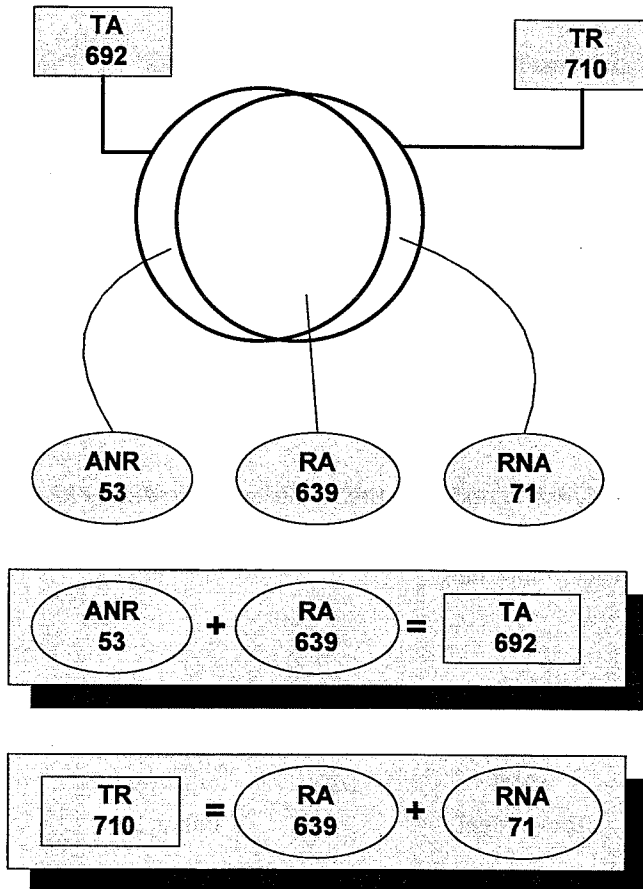 TA
692
TR
710
ANR
53
RA
639
RNA
71
ANR
53
+
RA
639
=
TA
692
TR
710
=
RA
639
+
RNA
71